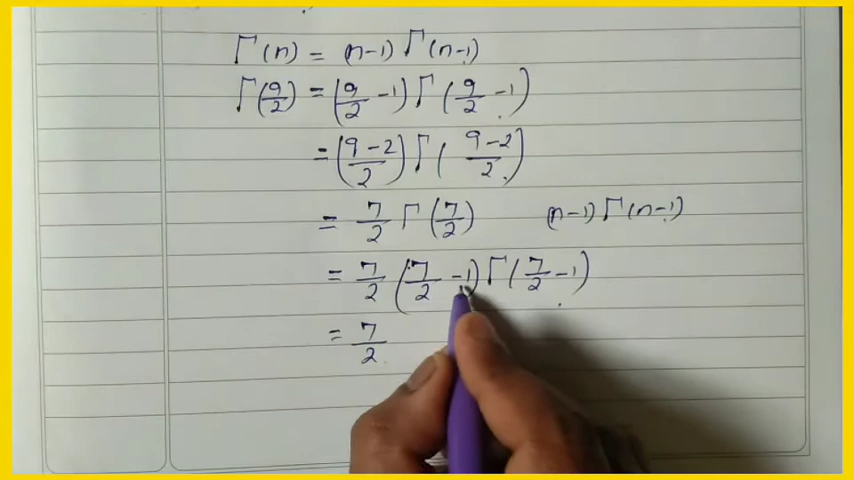 Γ(n) = (n-1) Γ(n-1)
Γ(9/2) = (9/2 - 1) Γ(9/2 - 1)
= (9-2/2) Γ(9-2/2)
= 7/2 Γ(7/2) (n-1) Γ(n-1)
= 7/2 (7/2 - 1) Γ(7/2 - 1)
= 7/2